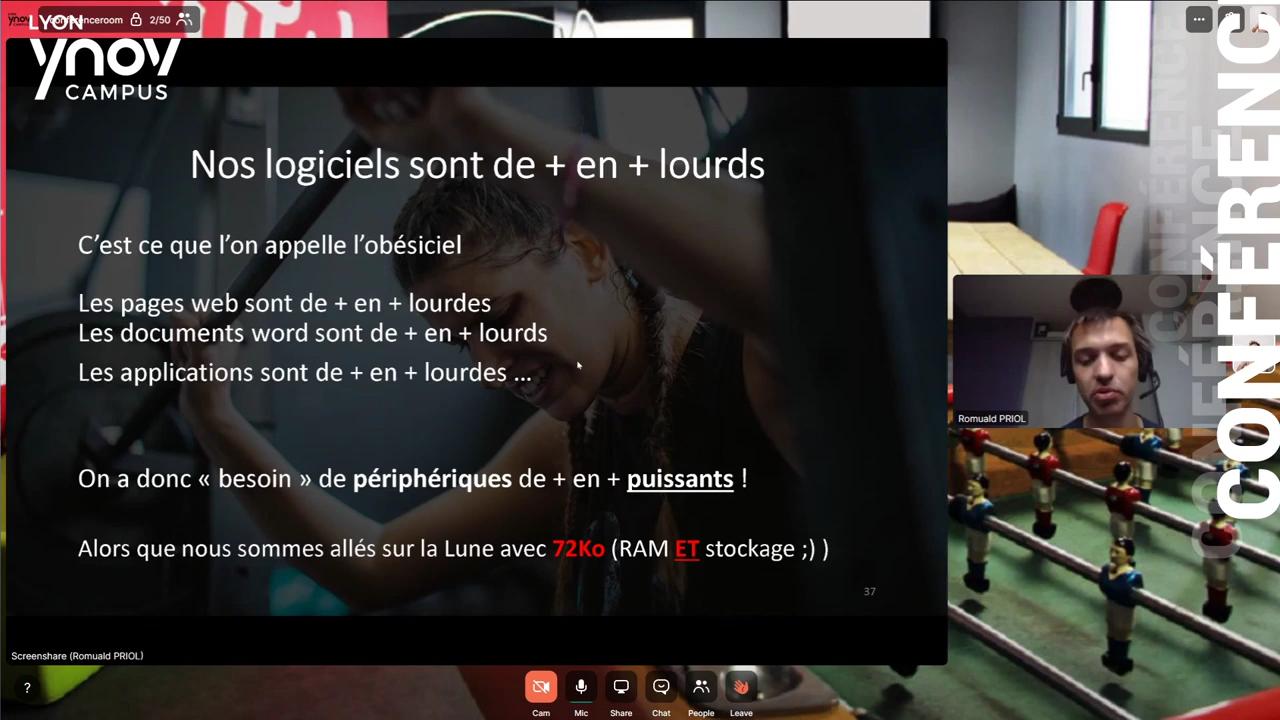 LYON
conferenceroom
2/50
ynov
CAMPUS
Nos logiciels sont de + en + lourds
C'est ce que l'on appelle l'obésiciel
Les pages web sont de + en + lourdes
Les documents word sont de + en + lourds
Les applications sont de + en + lourdes ...
On a donc « besoin » de périphériques de + en + puissants !
Alors que nous sommes allés sur la Lune avec 72Ko (RAM ET stockage ;) )
37
Screenshare (Romuald PRIOL)
Romuald PRIOL
CONFÉRENC
CONFÉRENCE
CONFÉRENCE
?
Cam
Mic
Share
Chat
People
Leave